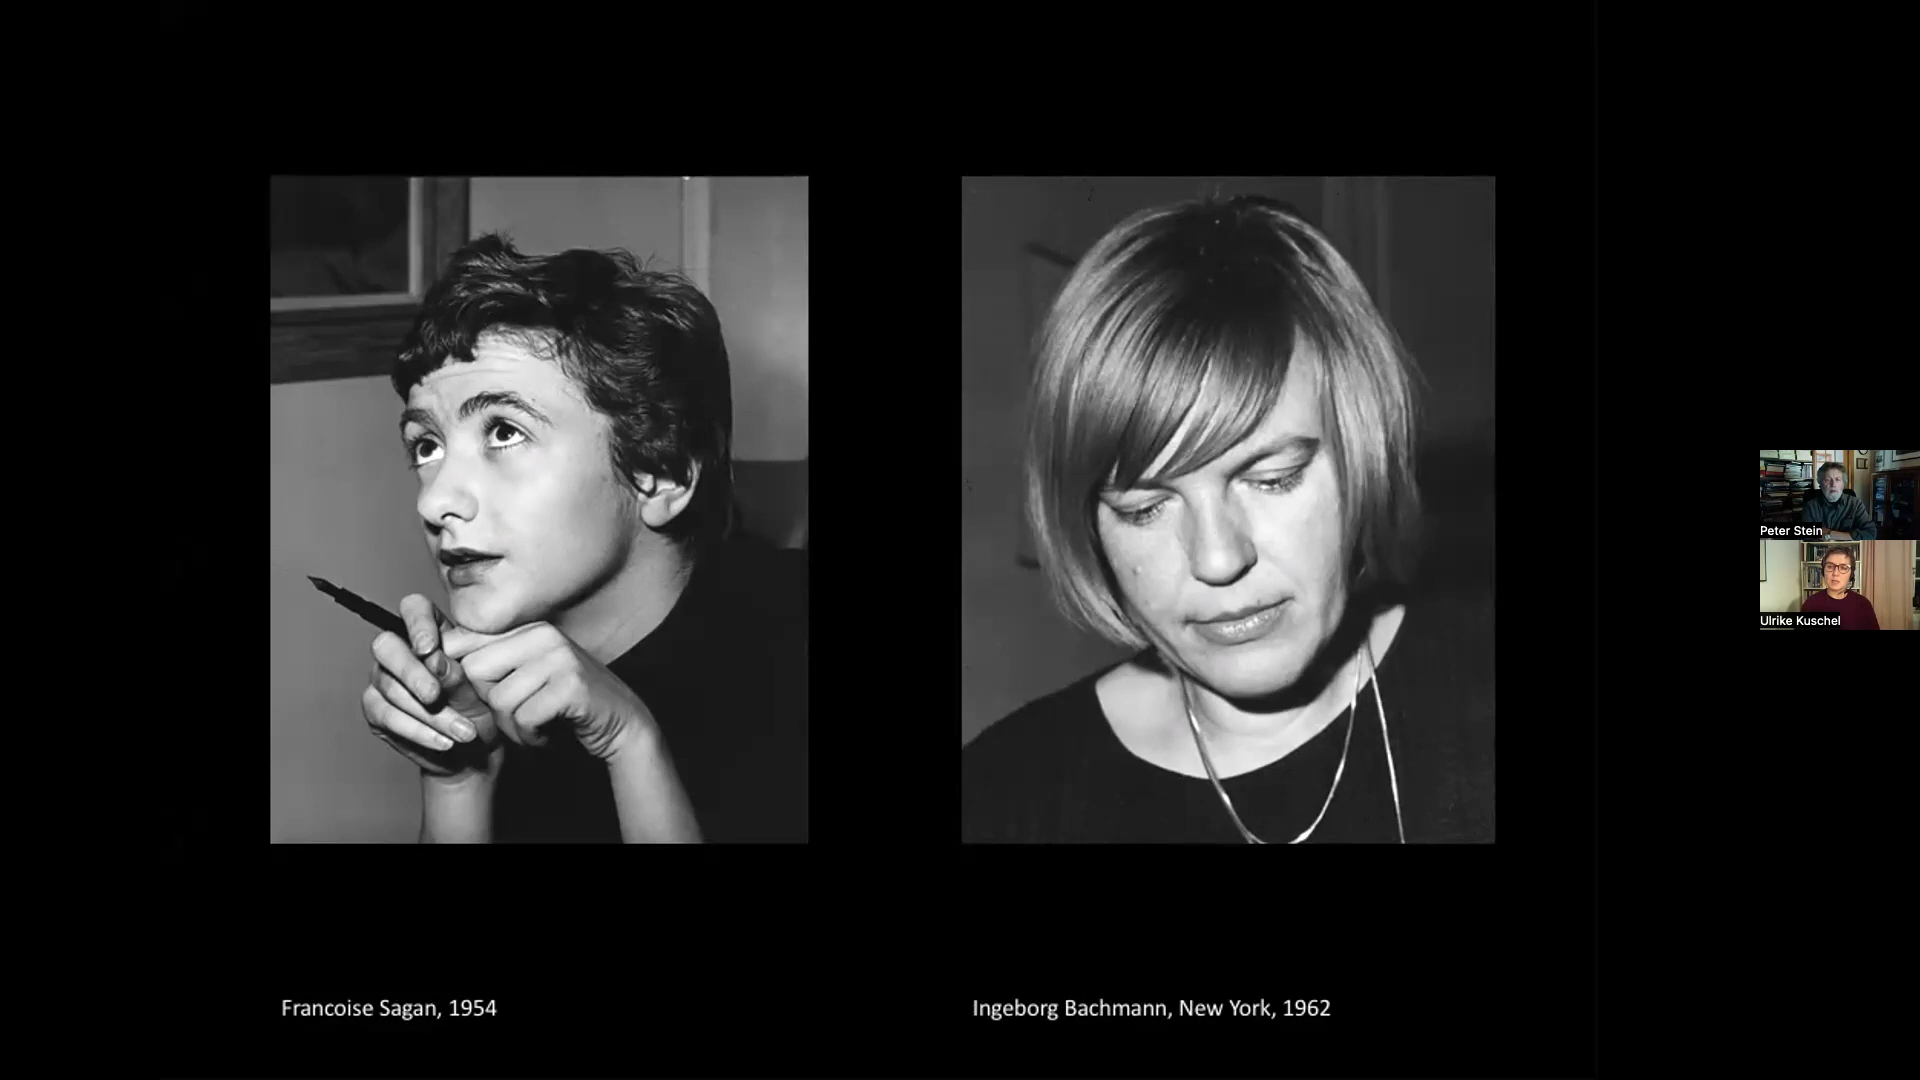 Francoise Sagan, 1954
Ingeborg Bachmann, New York, 1962
Peter Stein
Ulrike Kuschel